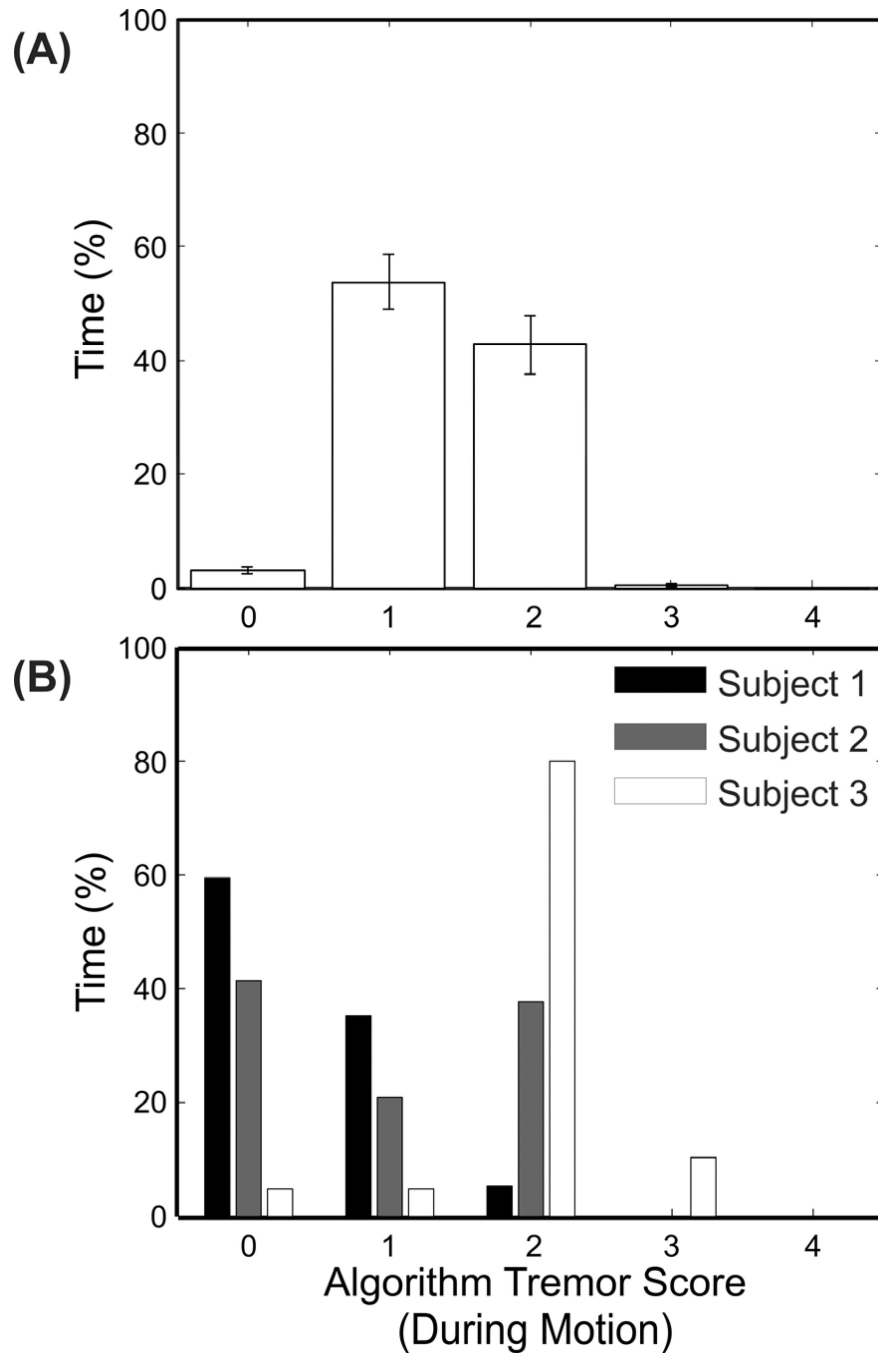 (A)
100
80
60
40
20
0
Time (%)
0 1 2 3 4
(B)
100
80
60
40
20
0
Time (%)
Subject 1
Subject 2
Subject 3
0 1 2 3 4
Algorithm Tremor Score
(During Motion)